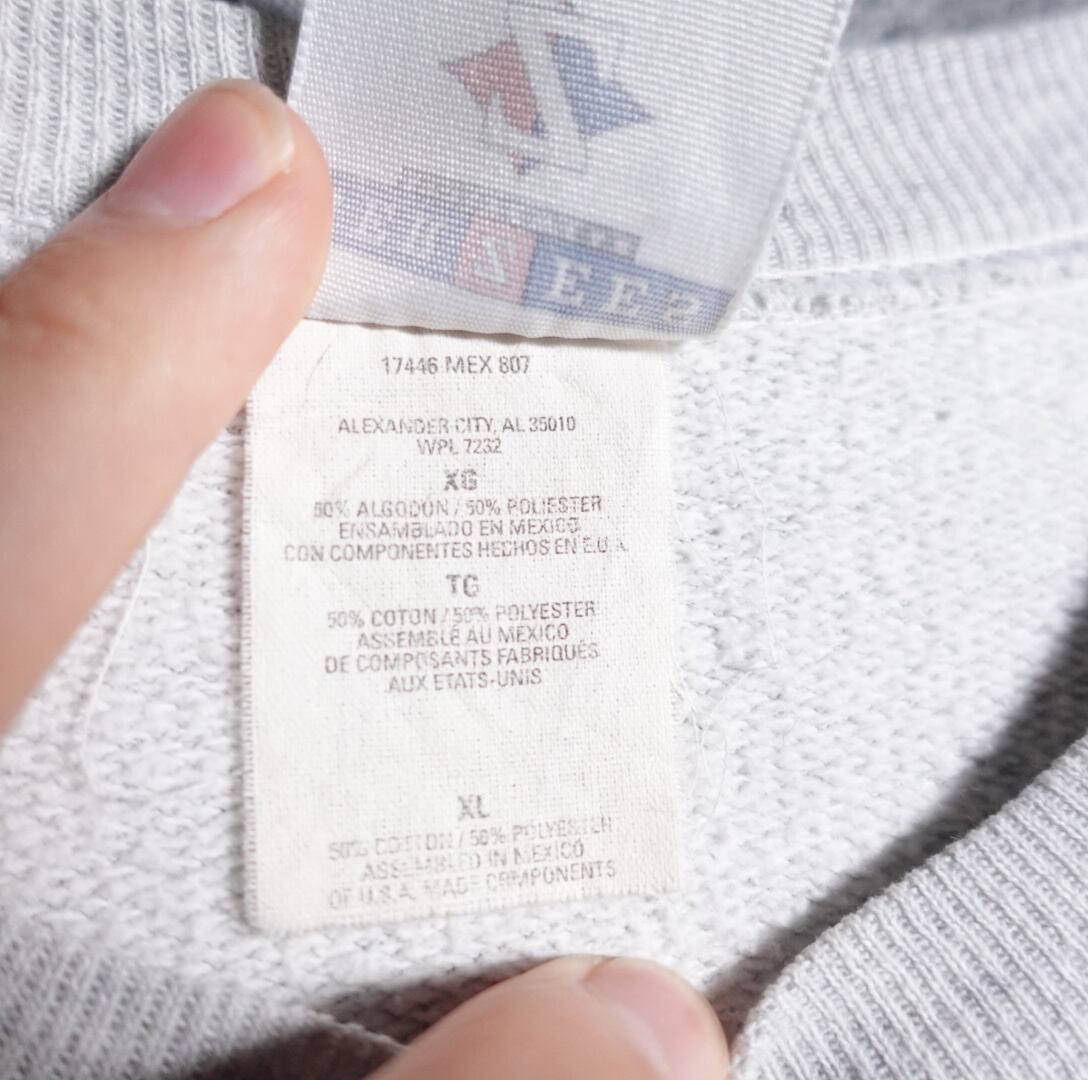 17446 MEX 807
ALEXANDER CITY, AL 35010
WPL 7232
XG
50% ALGODÓN / 50% POLIESTER
ENSAMBLADO EN MEXICO
CON COMPONENTES HECHOS EN E.U.A.
TG
50% COTON / 50% POLYESTER
ASSEMBLÉ AU MEXICO
DE COMPOSANTS FABRIQUÉS
AUX ETATS-UNIS
XL
50% COTTON / 50% POLYESTER
ASSEMBLED IN MEXICO
OF U.S.A. MADE COMPONENTS